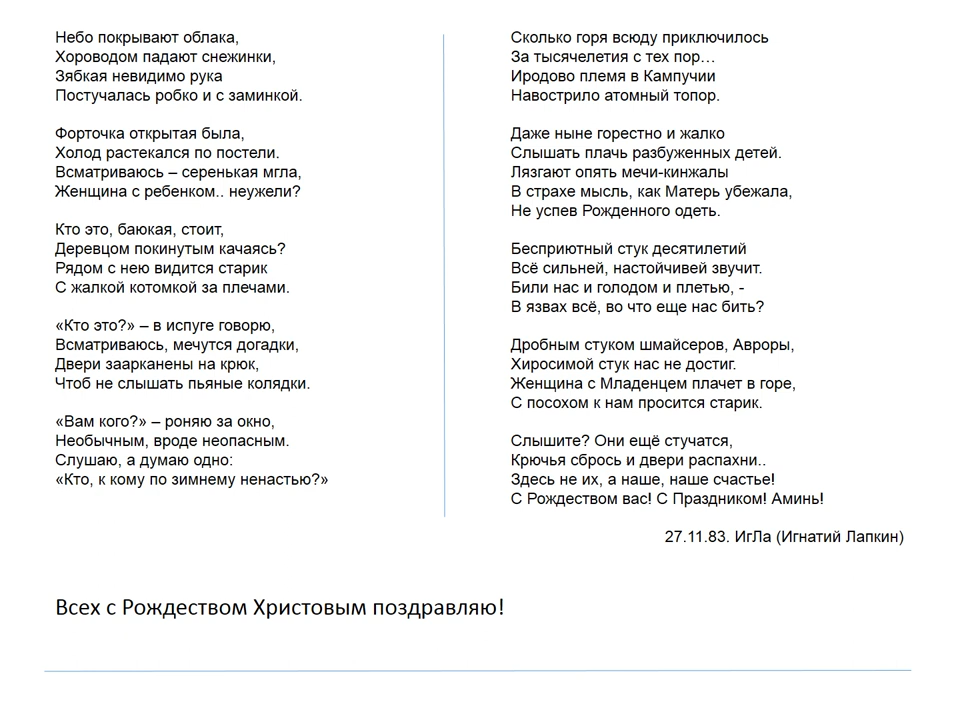 Небо покрывают облака,
Хороводом падают снежинки,
Зябкая невидимо рука
Постучалась робко и с заминкой.

Форточка открытая была,
Холод растекался по постели.
Всматриваюсь – серенькая мгла,
Женщина с ребенком.. неужели?

Кто это, баюкая, стоит,
Деревцом покинутым качаясь?
Рядом с нею видится старик
С жалкой котомкой за плечами.

«Кто это?» – в испуге говорю,
Всматриваюсь, мечутся догадки,
Двери заарканены на крюк,
Чтоб не слышать пьяные колядки.

«Вам кого?» – роняю за окно,
Необычным, вроде неопасным.
Слушаю, а думаю одно:
«Кто, к кому по зимнему ненастью?»

Сколько горя всюду приключилось
За тысячелетия с тех пор…
Иродово племя в Кампучии
Навострило атомный топор.

Даже ныне горестно и жалко
Слышать плачь разбуженных детей.
Лязгают опять мечи-кинжалы
В страхе мысль, как Матерь убежала,
Не успев Рожденного одеть.

Бесприютный стук десятилетий
Всё сильней, настойчивей звучит.
Били нас и голодом и плетью, -
В язвах всё, во что еще нас бить?

Дробным стуком шмайсеров, Авроры,
Хиросимой стук нас не достиг.
Женщина с Младенцем плачет в горе,
С посохом к нам просится старик.

Слышите? Они ещё стучатся,
Крючья сбрось и двери распахни..
Здесь не их, а наше, наше счастье!
С Рождеством вас! С Праздником! Аминь!

27.11.83. ИгЛа (Игнатий Лапкин)

Всех с Рождеством Христовым поздравляю!